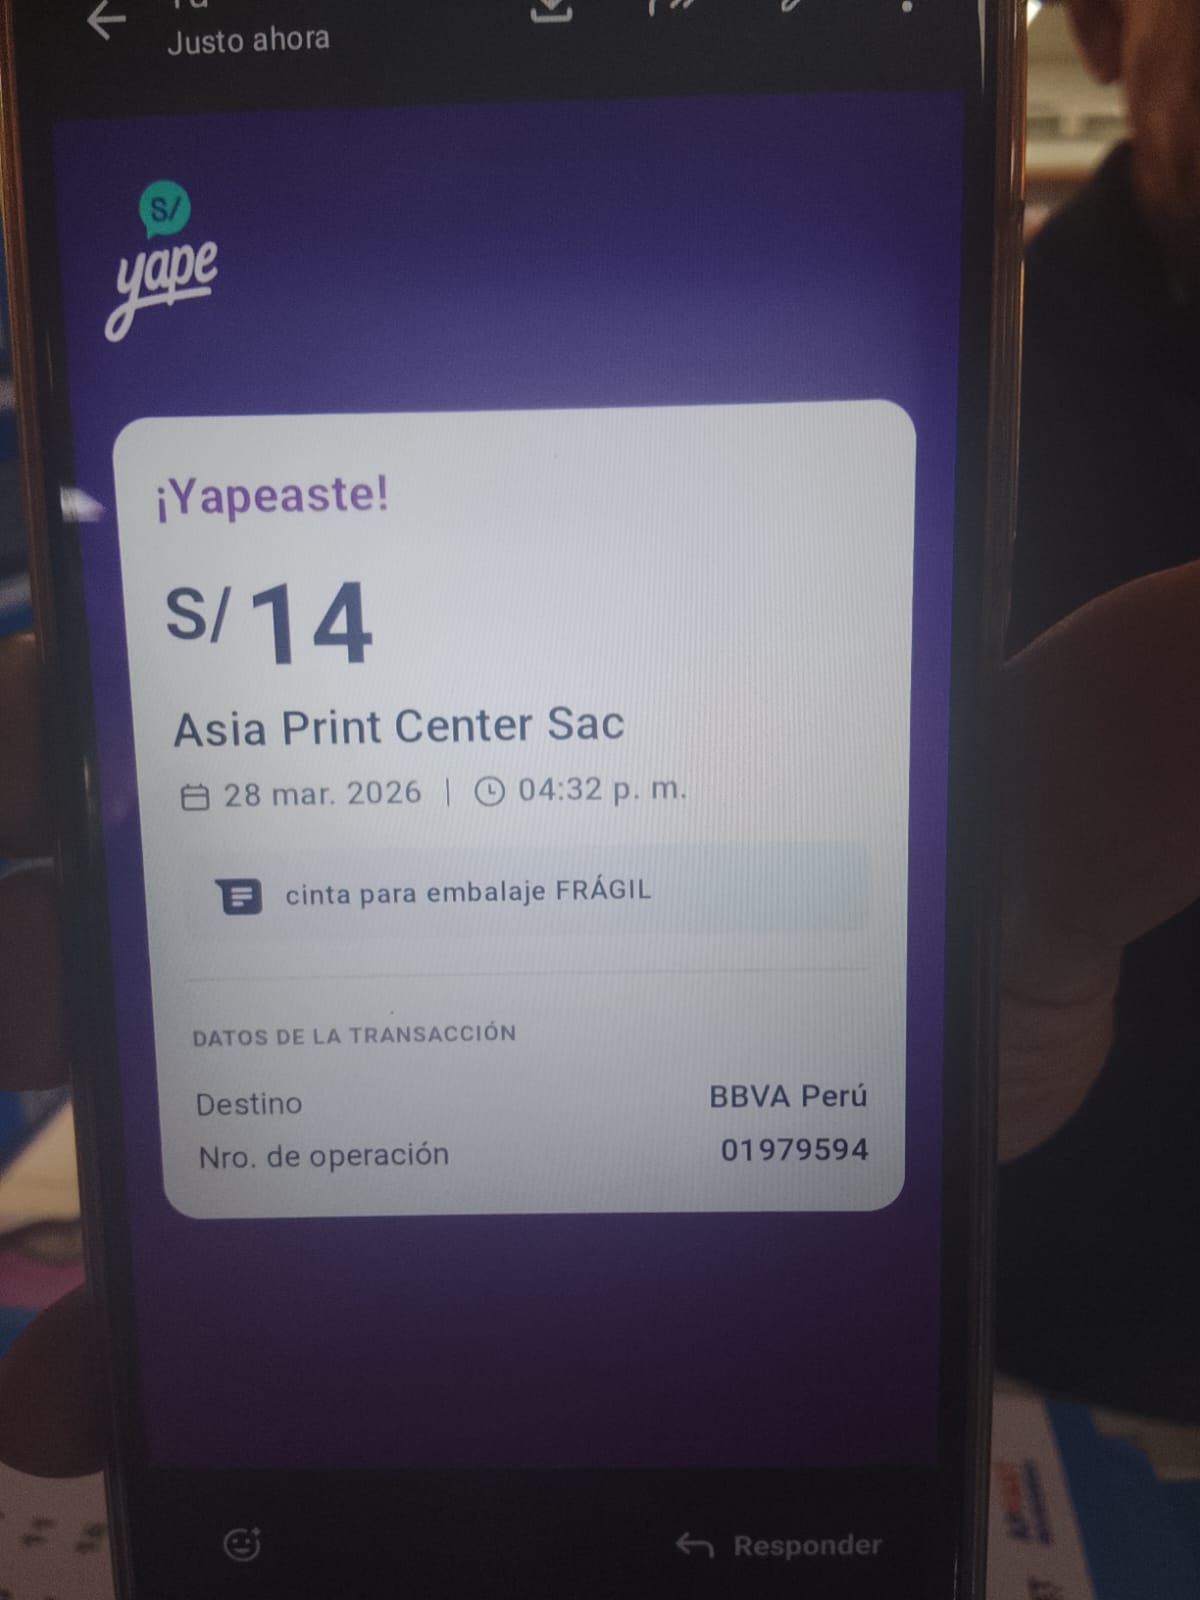 Justo ahora
S/
yape
¡Yapeaste!
S/ 14
Asia Print Center Sac
28 mar. 2026 | 04:32 p. m.
cinta para embalaje FRÁGIL
DATOS DE LA TRANSACCIÓN
Destino BBVA Perú
Nro. de operación 01979594
Responder